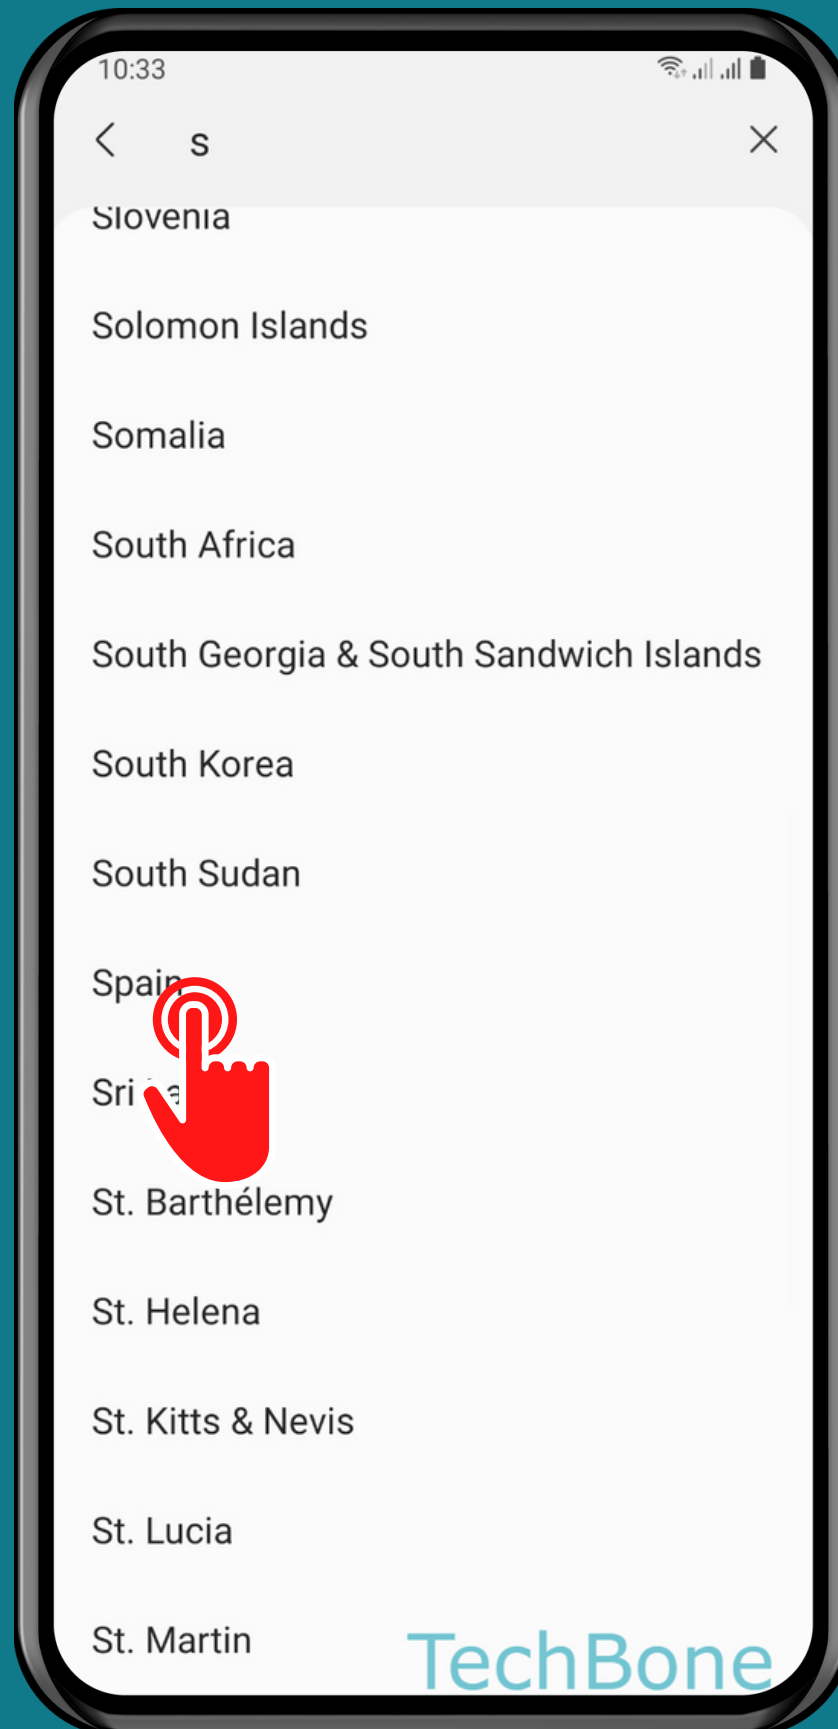 10:33
s
Slovenia
Solomon Islands
Somalia
South Africa
South Georgia & South Sandwich Islands
South Korea
South Sudan
Spain
Sri
St. Barthélemy
St. Helena
St. Kitts & Nevis
St. Lucia
St. Martin
TechBone